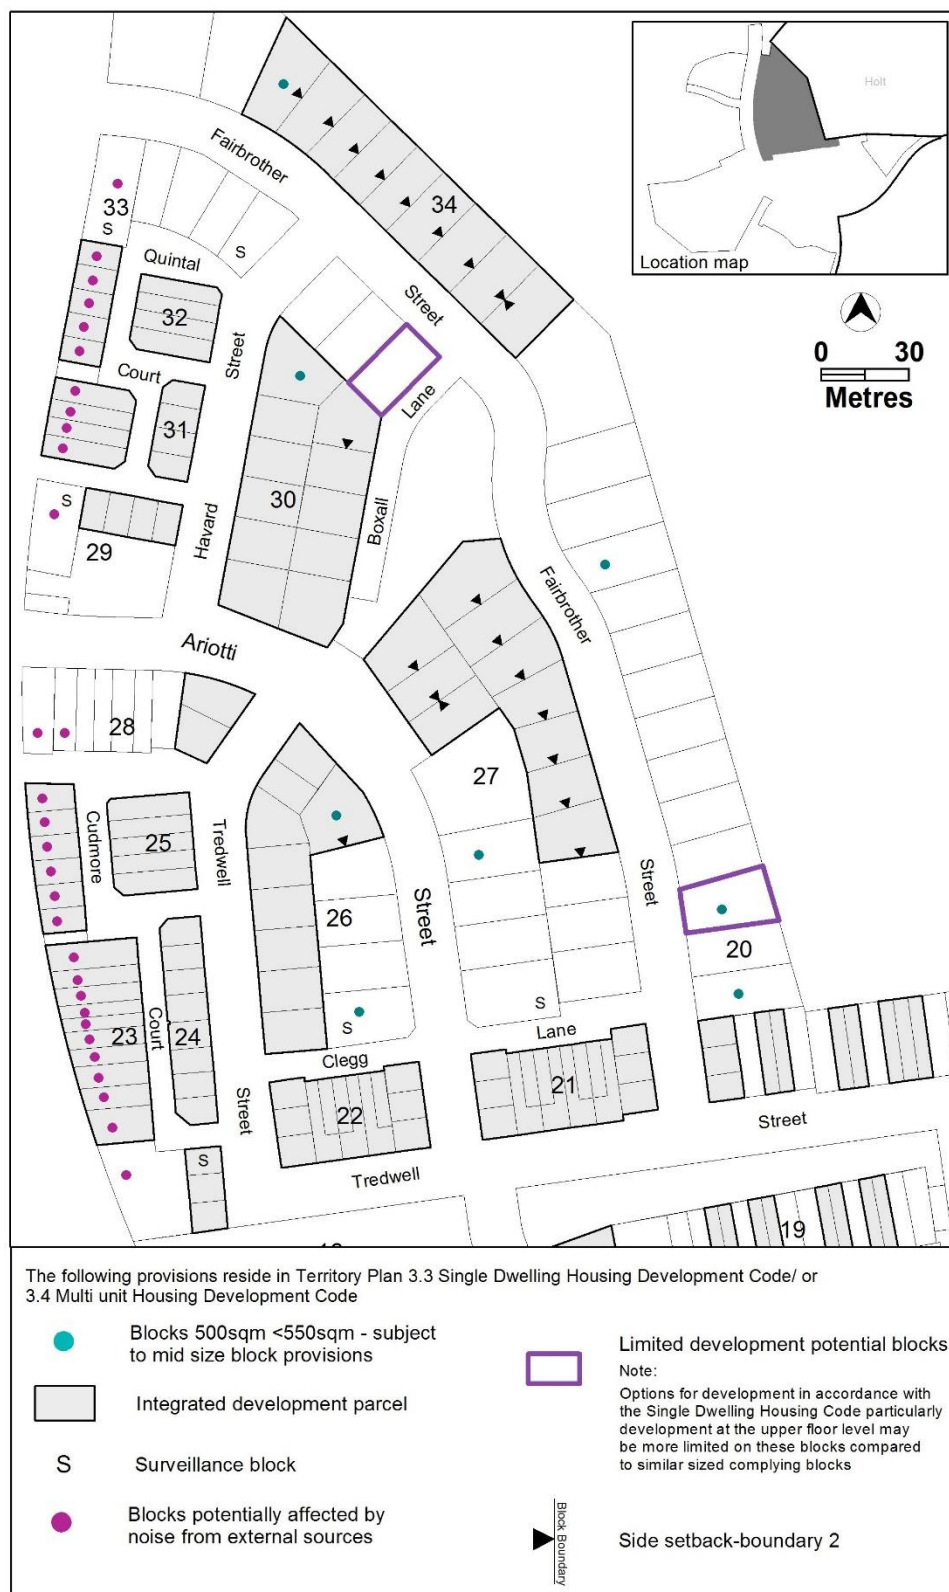 Holt
Location map
0 30
Metres
Fairbrother
34
33
S
S
Quintal
32
Street
Street
Court
Lane
31
30
S
Havard
Boxall
29
Fairbrother
Ariotti
28
27
Cudmore
25
Tredwell
Street
Street
26
20
S
S
Lane
23
Court
24
Clegg
21
Street
22
Street
S
Tredwell
19
The following provisions reside in Territory Plan 3.3 Single Dwelling Housing Development Code/ or
3.4 Multi unit Housing Development Code
Blocks 500sqm <550sqm - subject
to mid size block provisions
Integrated development parcel
S Surveillance block
Blocks potentially affected by
noise from external sources
Limited development potential blocks
Note:
Options for development in accordance with
the Single Dwelling Housing Code particularly
development at the upper floor level may
be more limited on these blocks compared
to similar sized complying blocks
Block Boundary
Side setback-boundary 2